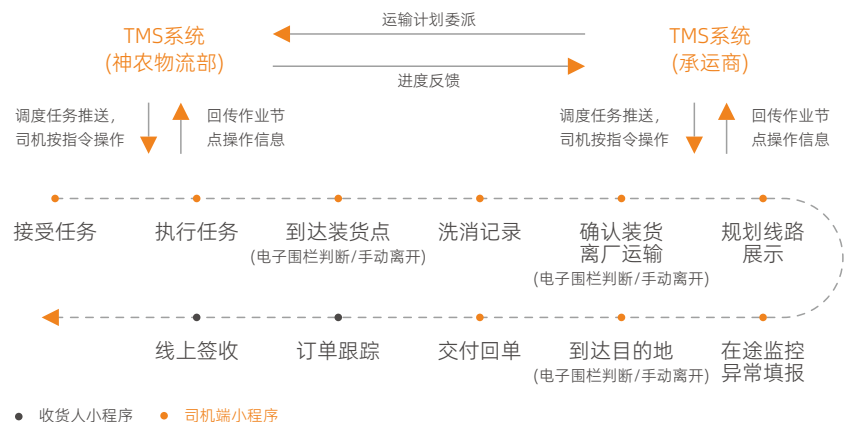 运输计划委派
TMS系统
(神农物流部)
TMS系统
(承运商)
进度反馈
调度任务推送，
司机按指令操作
回传作业节
点操作信息
调度任务推送，
司机按指令操作
回传作业节
点操作信息
接受任务
执行任务
到达装货点
(电子围栏判断/手动离开)
洗消记录
确认装货
离厂运输
(电子围栏判断/手动离开)
规划线路
展示
线上签收
订单跟踪
交付回单
到达目的地
(电子围栏判断/手动离开)
在途监控
异常填报
收货人小程序
司机端小程序